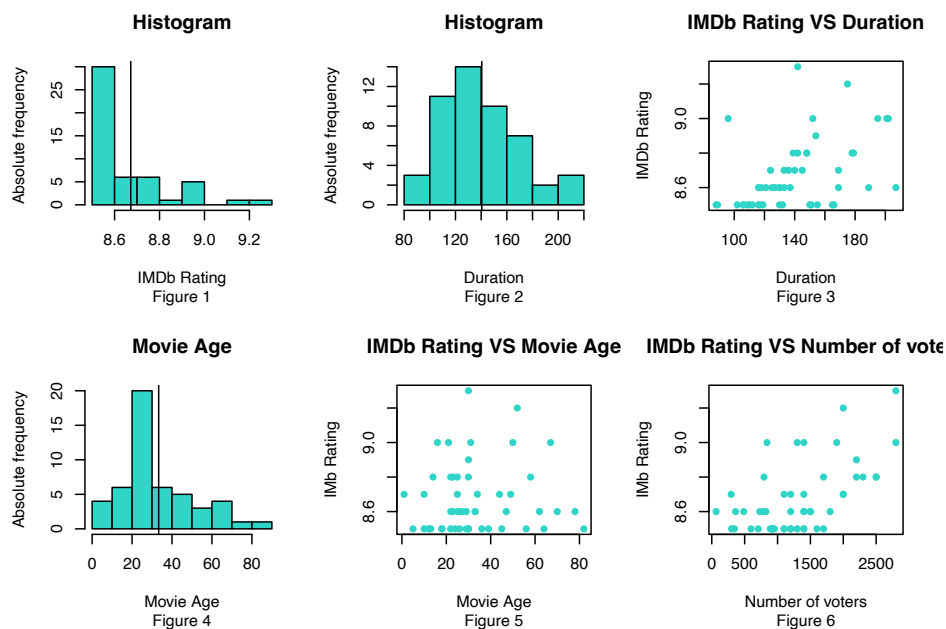 Histogram
Absolute frequency
0
5
15
25
8.6
8.8
9.0
9.2
IMDb Rating
Figure 1
Histogram
Absolute frequency
0
4
8
12
80
120
160
200
Duration
Figure 2
IMDb Rating VS Duration
IMDb Rating
8.6
9.0
100
140
180
Duration
Figure 3
Movie Age
Absolute frequency
0
5
10
15
20
0
20
40
60
80
Movie Age
Figure 4
IMDb Rating VS Movie Age
IMb Rating
8.6
9.0
0
20
40
60
80
Movie Age
Figure 5
IMDb Rating VS Number of vote
IMb Rating
8.6
9.0
0
500
1500
2500
Number of voters
Figure 6